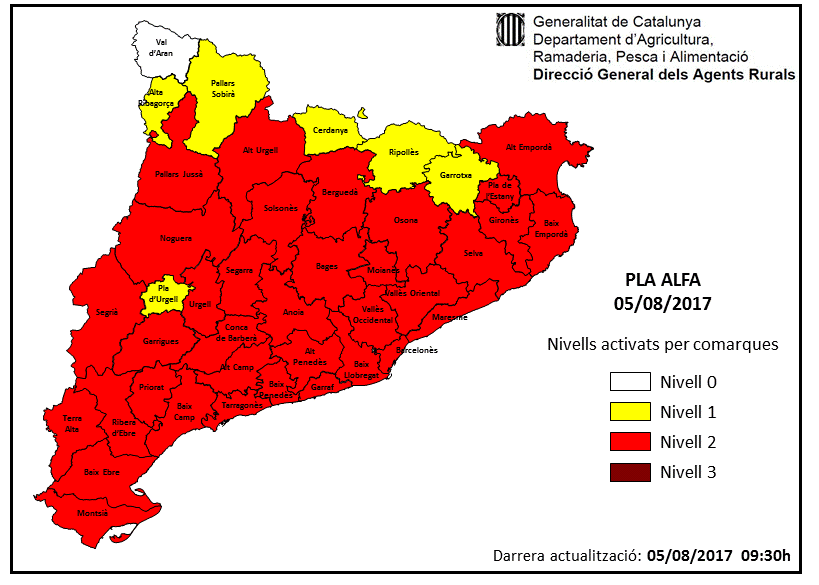 Generalitat de Catalunya
Departament d'Agricultura,
Ramaderia, Pesca i Alimentació
Direcció General dels Agents Rurals
Val
d'Aran
Pallars
Sobirà
Alta
Ribagorça
Cerdanya
Alt Urgell
Ripollès
Alt Empordà
Garrotxa
Pallars Jussà
Pla de
l'Estany
Berguedà
Solsonès
Osona
Gironès
Baix
Empordà
Noguera
Selva
Segarra
Bages
Moianès
Pla
d'Urgell
Vallès Oriental
Urgell
Segrià
Anoia
Vallès
Occidental
Maresme
Conca
de Barberà
Garrigues
Alt
Penedès
Barcelonès
Alt Camp
Baix
Llobregat
Priorat
Baix
Penedès
Garraf
Tarragonès
Baix
Camp
Terra
Alta
Ribera
d'Ebre
Baix Ebre
Montsià
PLA ALFA
05/08/2017
Nivells activats per comarques
Nivell 0
Nivell 1
Nivell 2
Nivell 3
Darrera actualització: 05/08/2017 09:30h